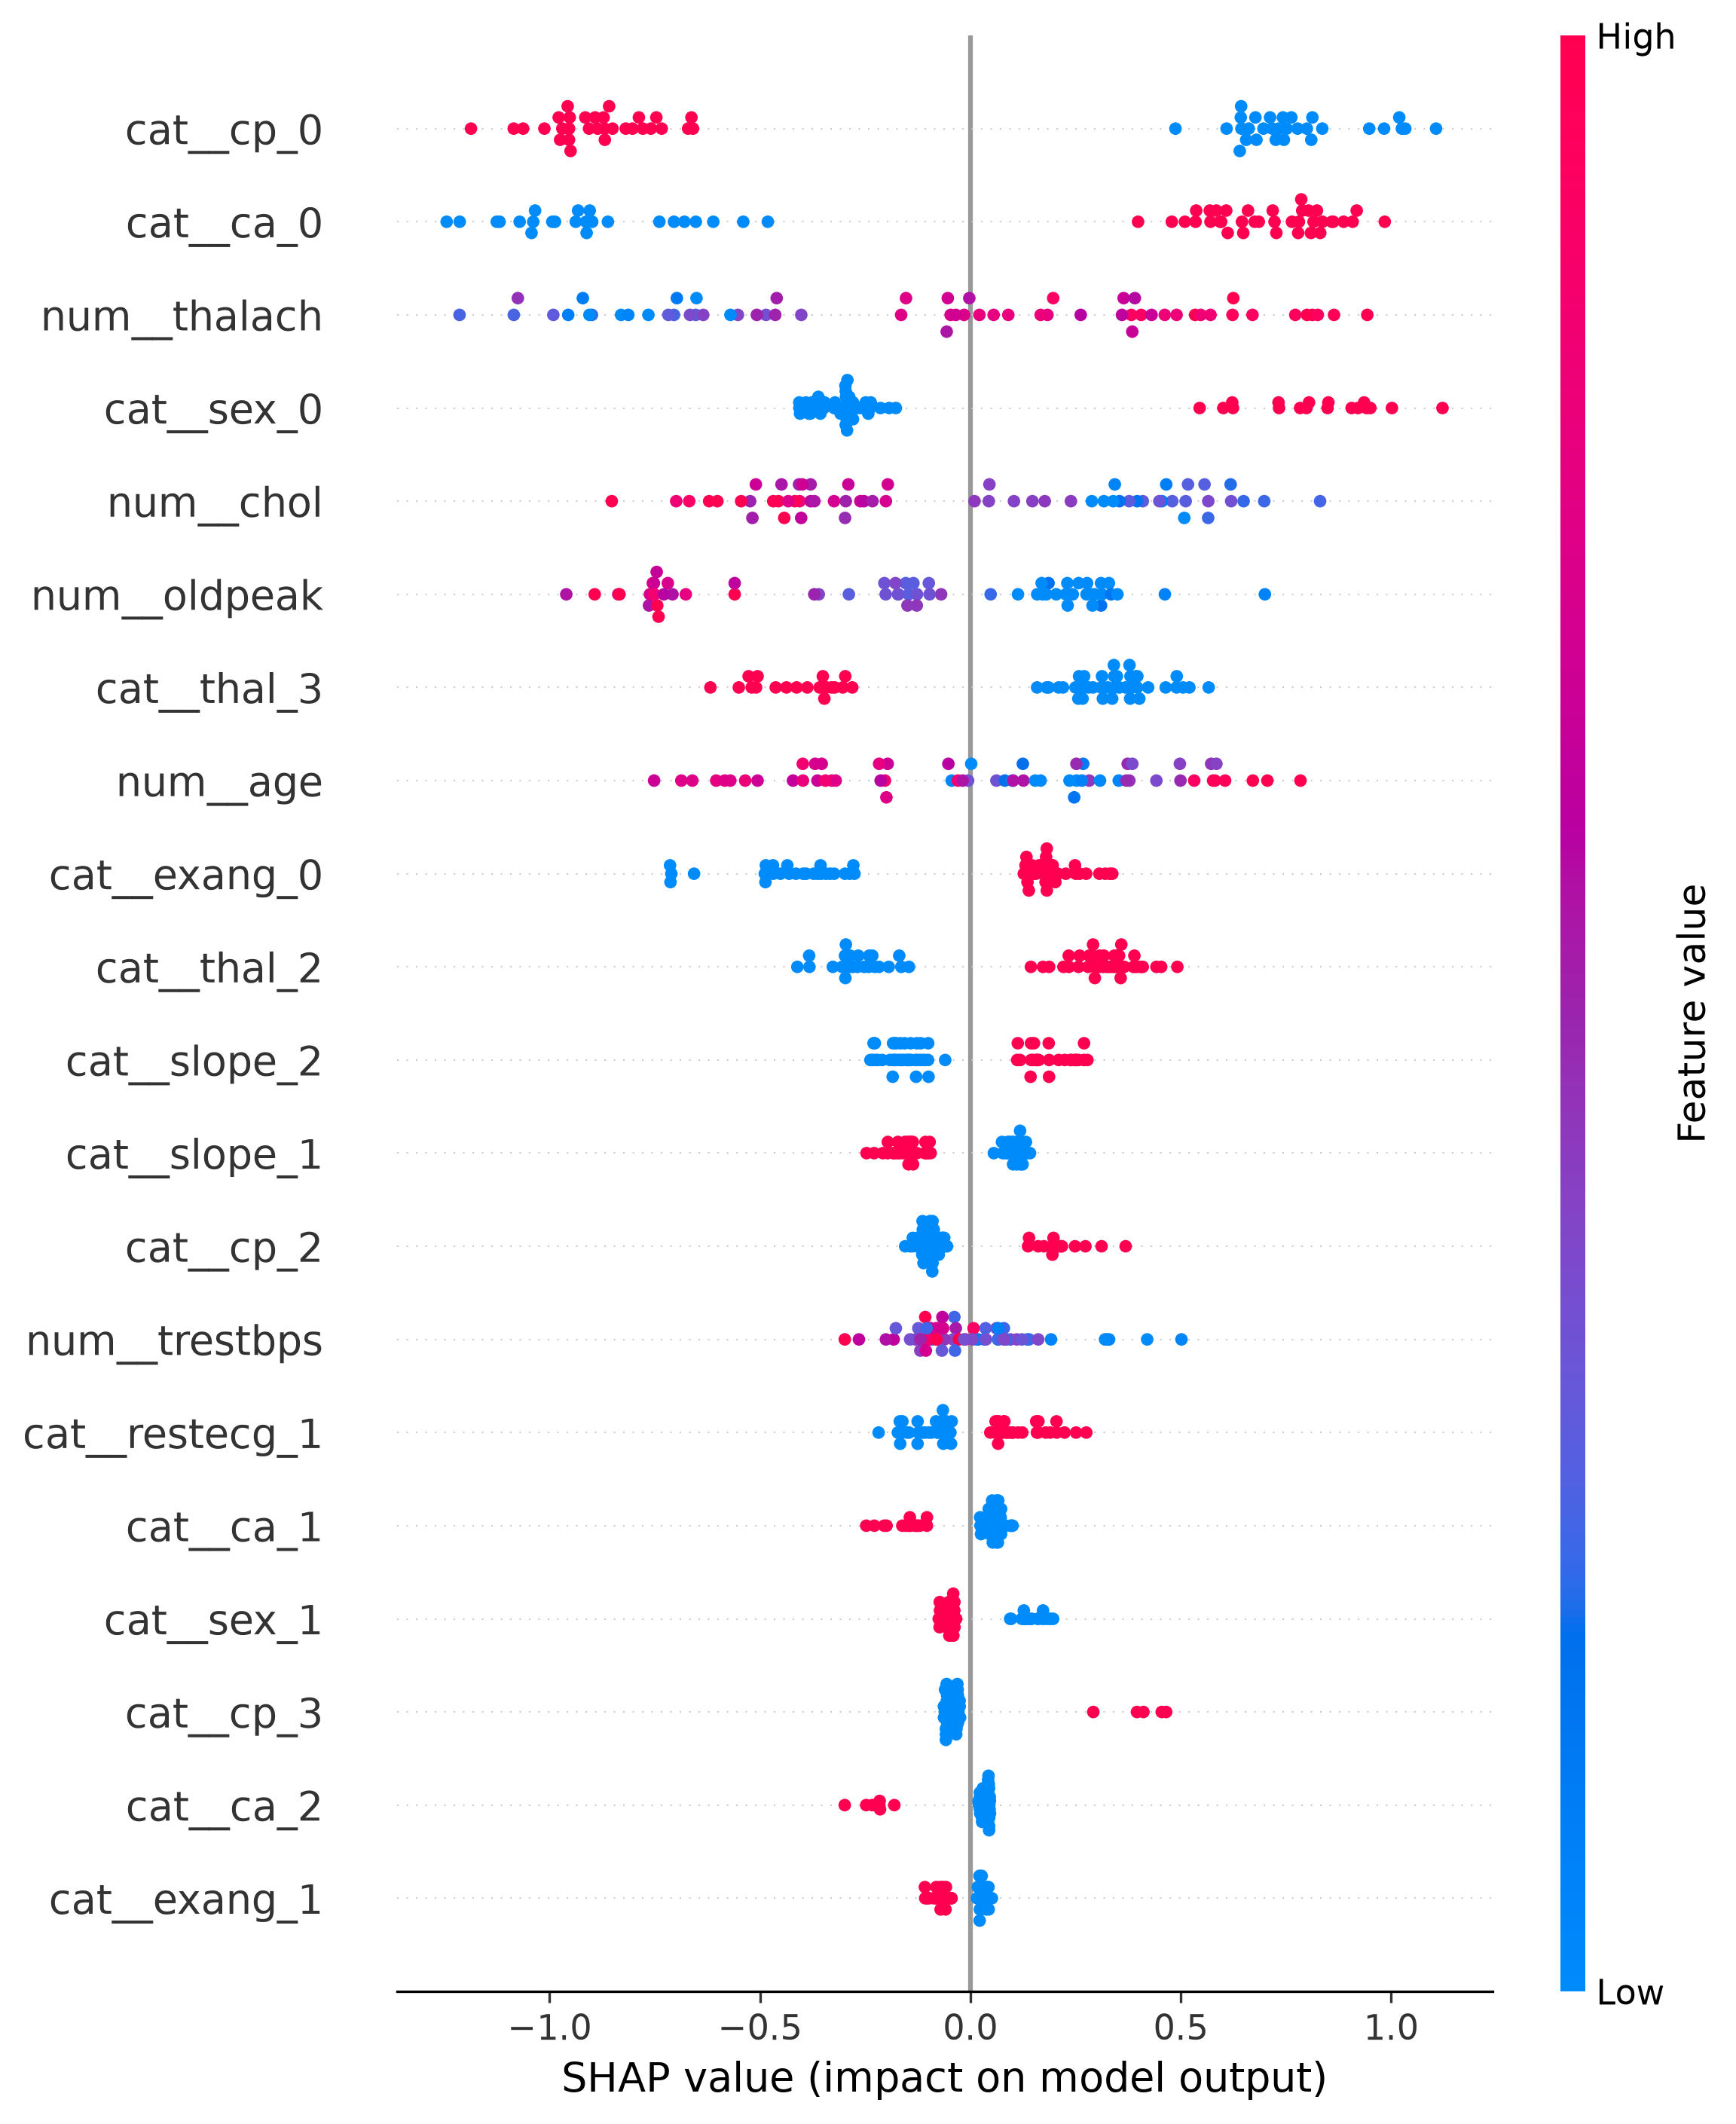 High
cat__cp_0
cat__ca_0
num__thalach
cat__sex_0
num__chol
num__oldpeak
cat__thal_3
num__age
cat__exang_0
cat__thal_2
cat__slope_2
cat__slope_1
cat__cp_2
num__trestbps
cat__restecg_1
cat__ca_1
cat__sex_1
cat__cp_3
cat__ca_2
cat__exang_1
Feature value
Low
−1.0 −0.5 0.0 0.5 1.0
SHAP value (impact on model output)